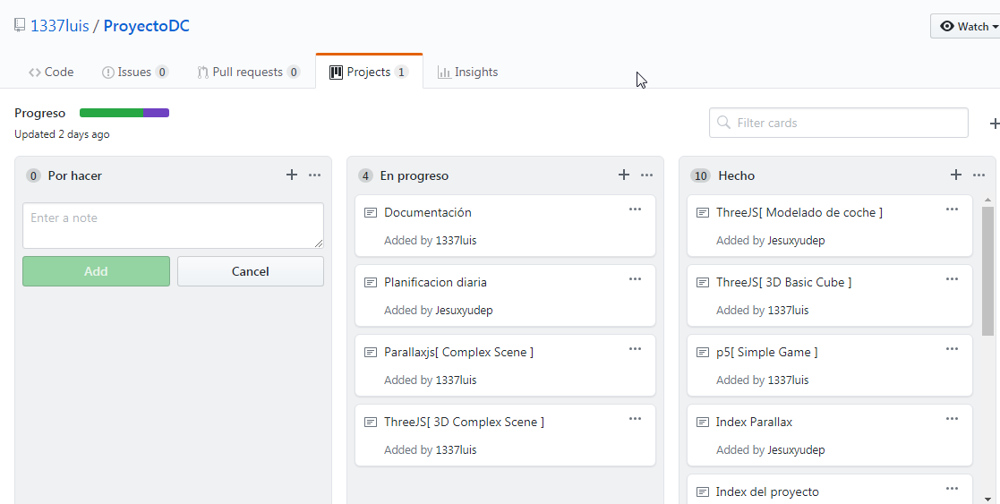 1337luis / ProyectoDC
Watch
Code
Issues 0
Pull requests 0
Projects 1
Insights
Progreso
Updated 2 days ago
Filter cards
0 Por hacer
Enter a note
Add
Cancel
4 En progreso
Documentación
Added by 1337luis
Planificacion diaria
Added by Jesuxyudep
Parallaxjs[ Complex Scene ]
Added by 1337luis
ThreeJS[ 3D Complex Scene ]
Added by 1337luis
10 Hecho
ThreeJS[ Modelado de coche ]
Added by Jesuxyudep
ThreeJS[ 3D Basic Cube ]
Added by 1337luis
p5[ Simple Game ]
Added by 1337luis
Index Parallax
Added by Jesuxyudep
Index del proyecto